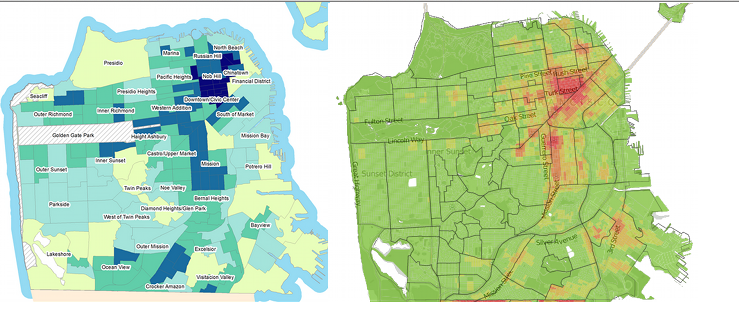 Marina
North Beach
Russian Hill
Presidio
Chinatown
Nob Hill
Pacific Heights
Financial District
Presidio Heights
Seacliff
Downtown/Civic Center
Western Addition
Inner Richmond
Outer Richmond
South of Market
Golden Gate Park
Haight Ashbury
Mission Bay
Castro/Upper Market
Inner Sunset
Mission
Outer Sunset
Potrero Hill
Twin Peaks
Noe Valley
Bernal Heights
Parkside
Diamond Heights/Glen Park
West of Twin Peaks
Bayview
Outer Mission
Excelsior
Lakeshore
Ocean View
Visitacion Valley
Crocker Amazon
Pine Street
Bush Street
Turk Street
Oak Street
Fulton Street
Lincoln Way
Inner Sunset
Sunset District
Great Highway
Silver Avenue
3rd Street